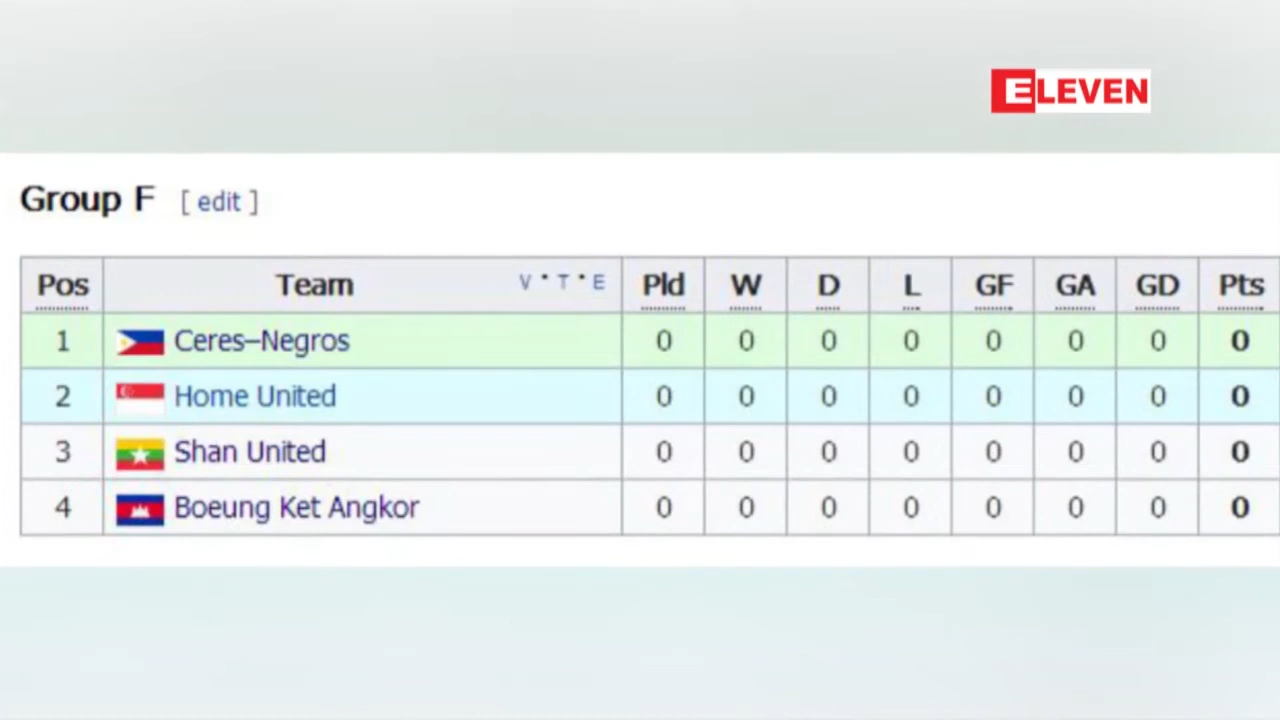 ELEVEN
Group F [ edit ]
Pos Team V • T • E Pld W D L GF GA GD Pts
1 Ceres–Negros 0 0 0 0 0 0 0 0
2 Home United 0 0 0 0 0 0 0 0
3 Shan United 0 0 0 0 0 0 0 0
4 Boeung Ket Angkor 0 0 0 0 0 0 0 0